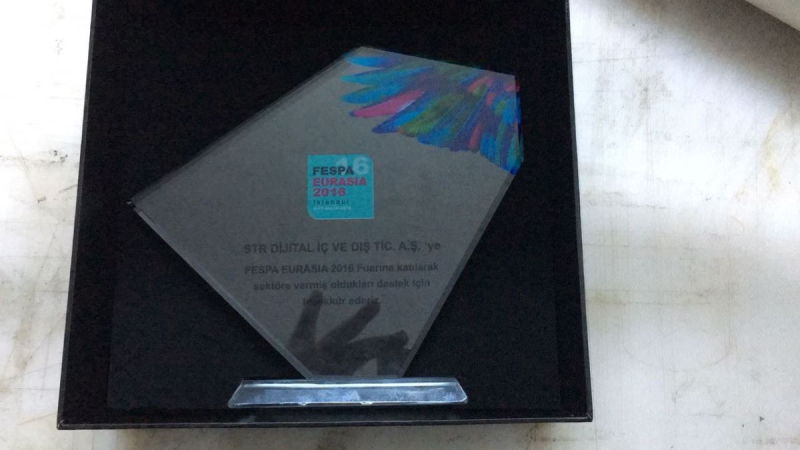 16
FESPA
EURASIA
2016
İstanbul
STR DİJİTAL İÇ VE DIŞ TİC. A.Ş. 'ye
FESPA EURASIA 2016 Fuarına katılarak
sektöre vermiş oldukları destek için
teşekkür ederiz.